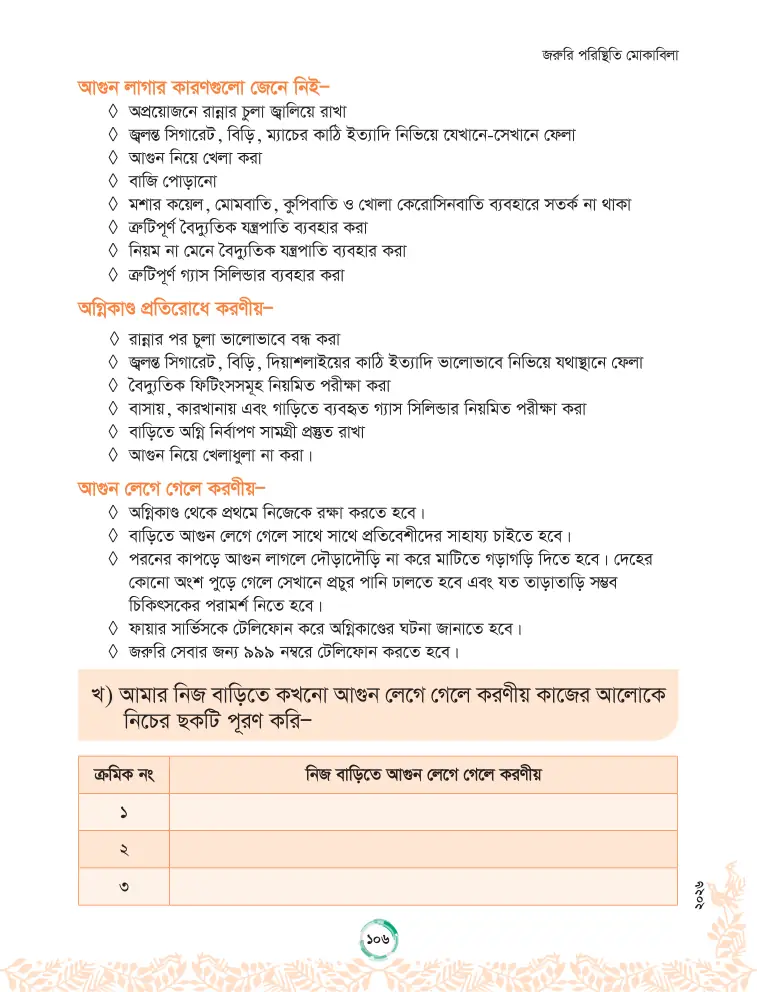 জরুরি পরিস্থিতি মোকাবিলা
আগুন লাগার কারণগুলো জেনে নিই–
◊ অপ্রয়োজনে রান্নার চুলা জ্বালিয়ে রাখা
◊ জ্বলন্ত সিগারেট, বিড়ি, ম্যাচের কাঠি ইত্যাদি নিভিয়ে যেখানে-সেখানে ফেলা
◊ আগুন নিয়ে খেলা করা
◊ বাজি পোড়ানো
◊ মশার কয়েল, মোমবাতি, কুপিবাতি ও খোলা কেরোসিনবাতি ব্যবহারে সতর্ক না থাকা
◊ ত্রুটিপূর্ণ বৈদ্যুতিক যন্ত্রপাতি ব্যবহার করা
◊ নিয়ম না মেনে বৈদ্যুতিক যন্ত্রপাতি ব্যবহার করা
◊ ত্রুটিপূর্ণ গ্যাস সিলিন্ডার ব্যবহার করা
অগ্নিকাণ্ড প্রতিরোধে করণীয়–
◊ রান্নার পর চুলা ভালোভাবে বন্ধ করা
◊ জ্বলন্ত সিগারেট, বিড়ি, দিয়াশলাইয়ের কাঠি ইত্যাদি ভালোভাবে নিভিয়ে যথাস্থানে ফেলা
◊ বৈদ্যুতিক ফিটিংসসমূহ নিয়মিত পরীক্ষা করা
◊ বাসায়, কারখানায় এবং গাড়িতে ব্যবহৃত গ্যাস সিলিন্ডার নিয়মিত পরীক্ষা করা
◊ বাড়িতে অগ্নি নির্বাপণ সামগ্রী প্রস্তুত রাখা
◊ আগুন নিয়ে খেলাধুলা না করা।
আগুন লেগে গেলে করণীয়–
◊ অগ্নিকাণ্ড থেকে প্রথমে নিজেকে রক্ষা করতে হবে।
◊ বাড়িতে আগুন লেগে গেলে সাথে সাথে প্রতিবেশীদের সাহায্য চাইতে হবে।
◊ পরনের কাপড়ে আগুন লাগলে দৌড়াদৌড়ি না করে মাটিতে গড়াগড়ি দিতে হবে। দেহের
কোনো অংশ পুড়ে গেলে সেখানে প্রচুর পানি ঢালতে হবে এবং যত তাড়াতাড়ি সম্ভব
চিকিৎসকের পরামর্শ নিতে হবে।
◊ ফায়ার সার্ভিসকে টেলিফোন করে অগ্নিকাণ্ডের ঘটনা জানাতে হবে।
◊ জরুরি সেবার জন্য ৯৯৯ নম্বরে টেলিফোন করতে হবে।
খ) আমার নিজ বাড়িতে কখনো আগুন লেগে গেলে করণীয় কাজের আলোকে
নিচের ছকটি পূরণ করি–
ক্রমিক নং নিজ বাড়িতে আগুন লেগে গেলে করণীয়
১
২
৩
২০২৬
১০৬